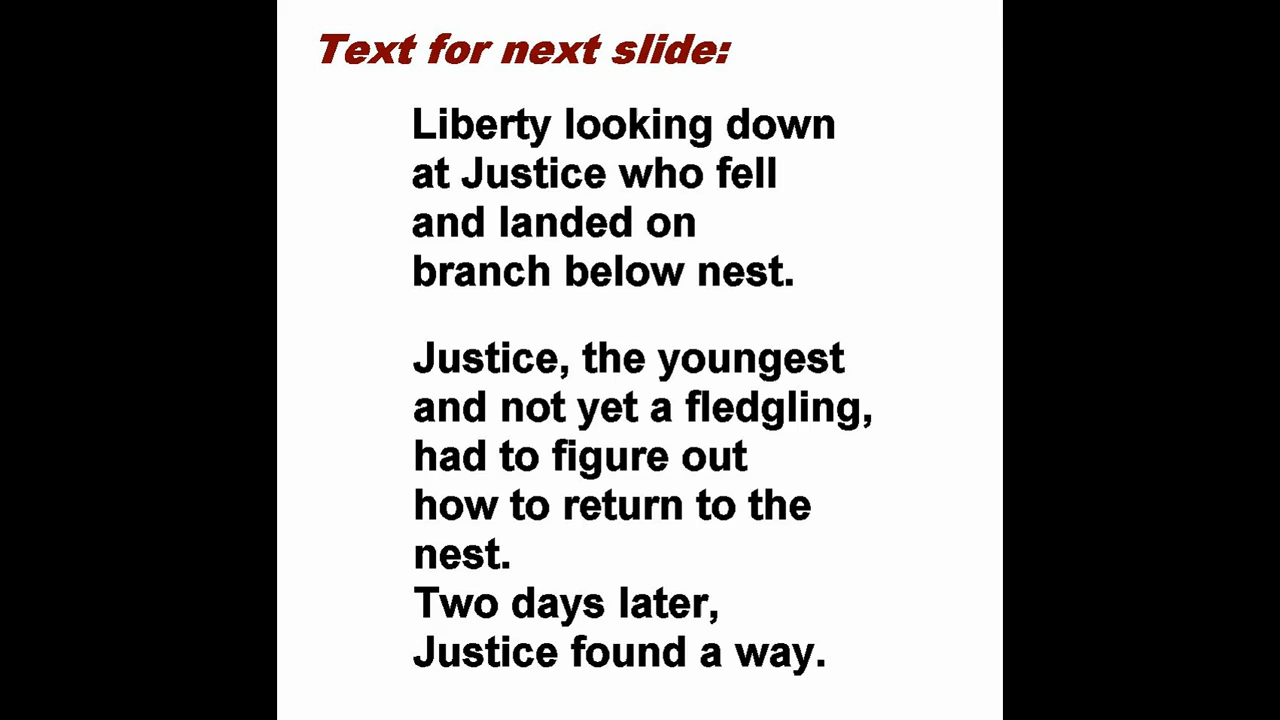 Text for next slide:
Liberty looking down
at Justice who fell
and landed on
branch below nest.
Justice, the youngest
and not yet a fledgling,
had to figure out
how to return to the
nest.
Two days later,
Justice found a way.